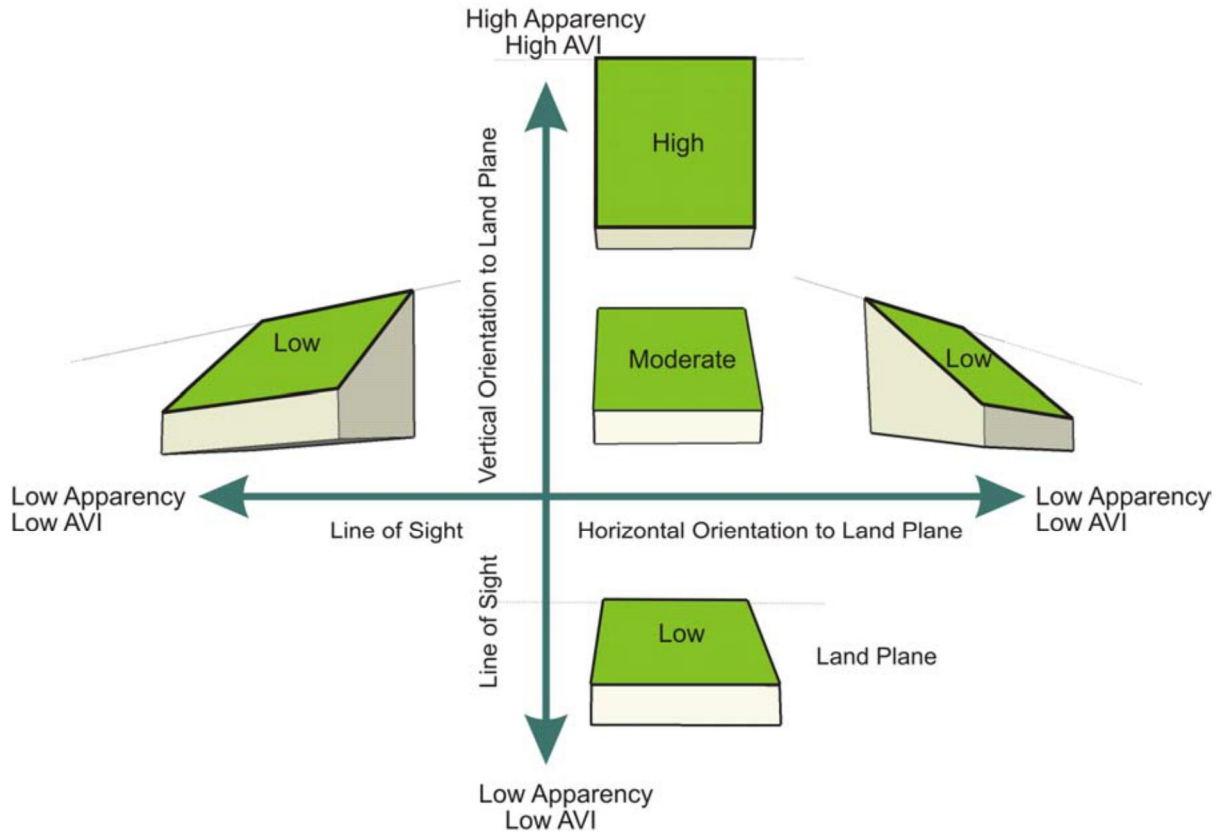 High Apparency
High AVI
High
Vertical Orientation to Land Plane
Low
Moderate
Low
Low Apparency
Low AVI
Low Apparency
Low AVI
Line of Sight
Horizontal Orientation to Land Plane
Line of Sight
Low
Land Plane
Low Apparency
Low AVI